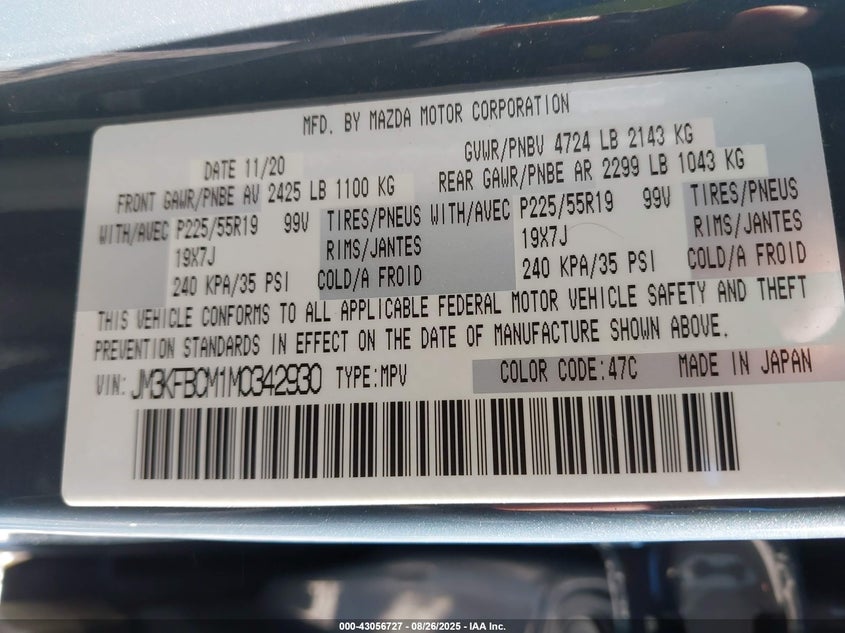 MFD. BY MAZDA MOTOR CORPORATION
DATE 11/20 GVWR/PNBV 4724 LB 2143 KG
FRONT GAWR/PNBE AV 2425 LB 1100 KG REAR GAWR/PNBE AR 2299 LB 1043 KG
WITH/AVEC P225/55R19 99V TIRES/PNEUS WITH/AVEC P225/55R19 99V TIRES/PNEUS
19X7J RIMS/JANTES 19X7J RIMS/JANTES
240 KPA/35 PSI COLD/A FROID 240 KPA/35 PSI COLD/A FROID
THIS VEHICLE CONFORMS TO ALL APPLICABLE FEDERAL MOTOR VEHICLE SAFETY AND THEFT
PREVENTION STANDARDS IN EFFECT ON THE DATE OF MANUFACTURE SHOWN ABOVE.
VIN: JM3KFBCM1M0342930 TYPE:MPV COLOR CODE:47C MADE IN JAPAN
000-43056727 - 08/26/2025 - IAA Inc.